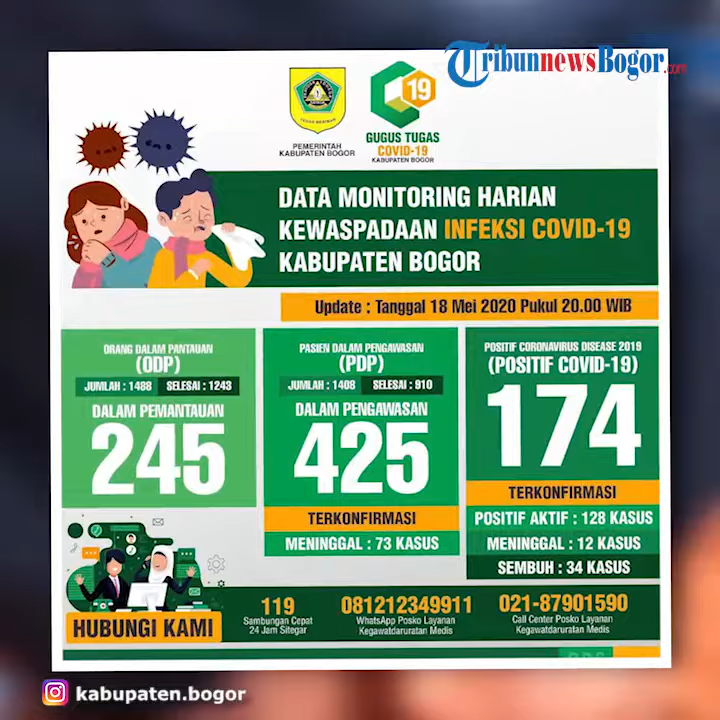 TribunnewsBogor.com
19
PEMERINTAH
KABUPATEN BOGOR
GUGUS TUGAS
COVID-19
KABUPATEN BOGOR
DATA MONITORING HARIAN
KEWASPADAAN INFEKSI COVID-19
KABUPATEN BOGOR
Update : Tanggal 18 Mei 2020 Pukul 20.00 WIB
ORANG DALAM PANTAUAN
(ODP)
JUMLAH : 1488 SELESAI : 1243
DALAM PEMANTAUAN
245
PASIEN DALAM PENGAWASAN
(PDP)
JUMLAH : 1408 SELESAI : 910
DALAM PENGAWASAN
425
TERKONFIRMASI
MENINGGAL : 73 KASUS
POSITIF CORONAVIRUS DISEASE 2019
(POSITIF COVID-19)
174
TERKONFIRMASI
POSITIF AKTIF : 128 KASUS
MENINGGAL : 12 KASUS
SEMBUH : 34 KASUS
HUBUNGI KAMI
119
Sambungan Cepat
24 Jam Sitegar
081212349911
WhatsApp Posko Layanan
Kegawatdaruratan Medis
021-87901590
Call Center Posko Layanan
Kegawatdaruratan Medis
kabupaten.bogor